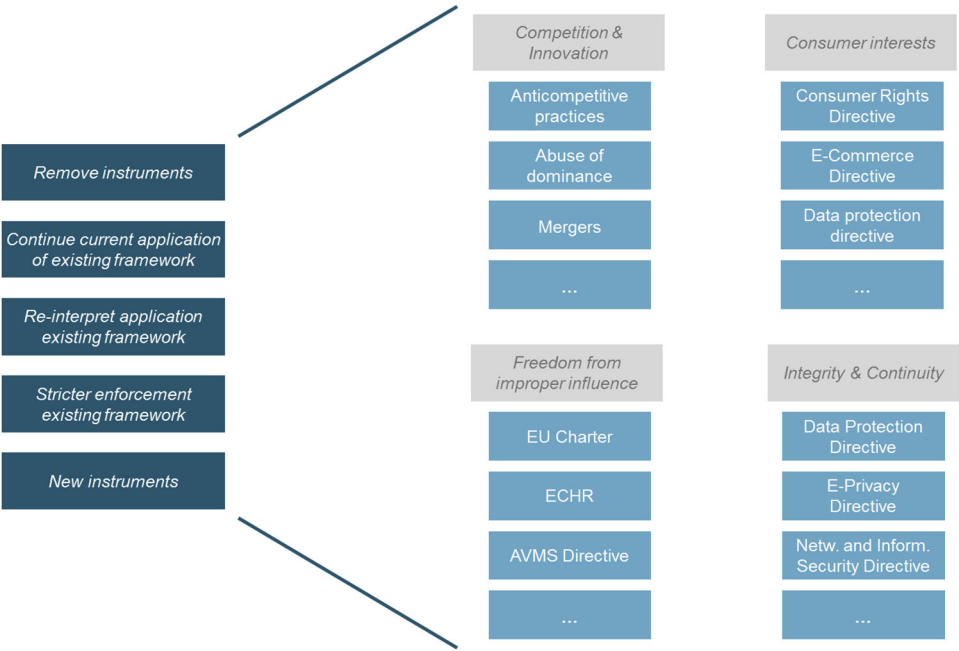 Remove instruments
Continue current application
of existing framework
Re-interpret application
existing framework
Stricter enforcement
existing framework
New instruments
Competition &
Innovation
Anticompetitive
practices
Abuse of
dominance
Mergers
...
Consumer interests
Consumer Rights
Directive
E-Commerce
Directive
Data protection
directive
...
Freedom from
improper influence
EU Charter
ECHR
AVMS Directive
...
Integrity & Continuity
Data Protection
Directive
E-Privacy
Directive
Netw. and Inform.
Security Directive
...